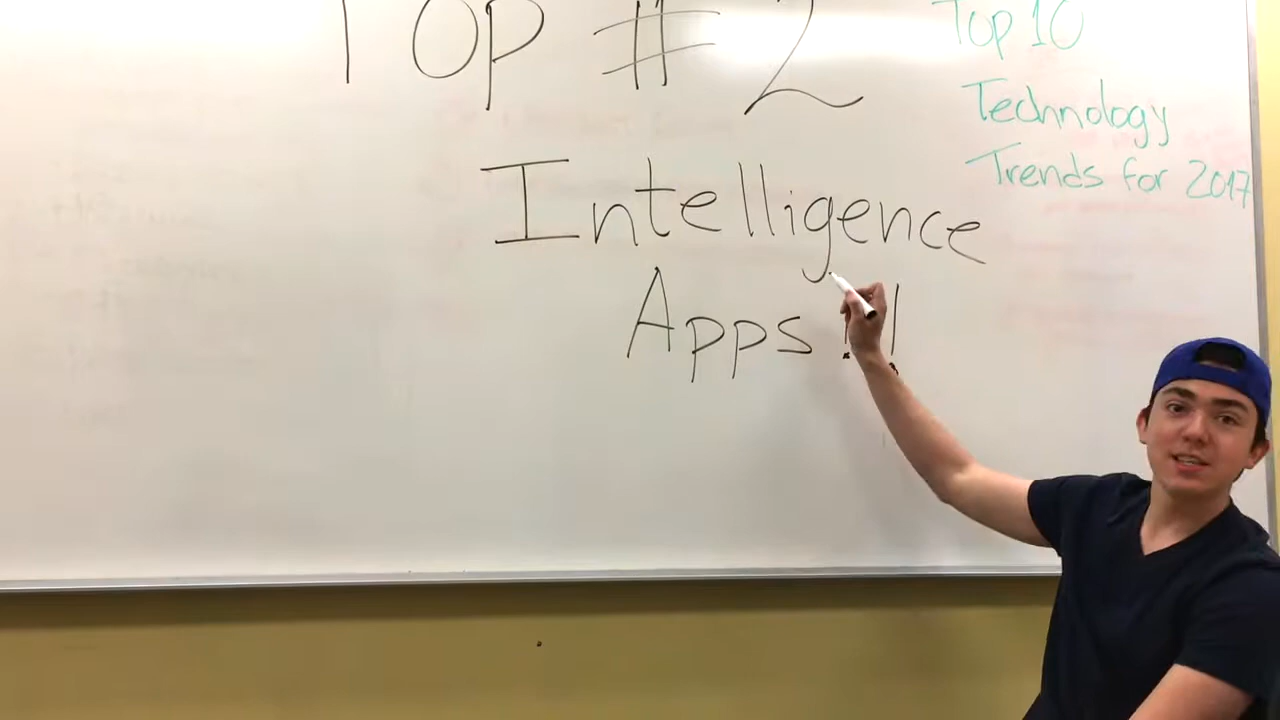 Top # 2
Intelligence
Apps !!
Top 10
Technology
Trends for 2017